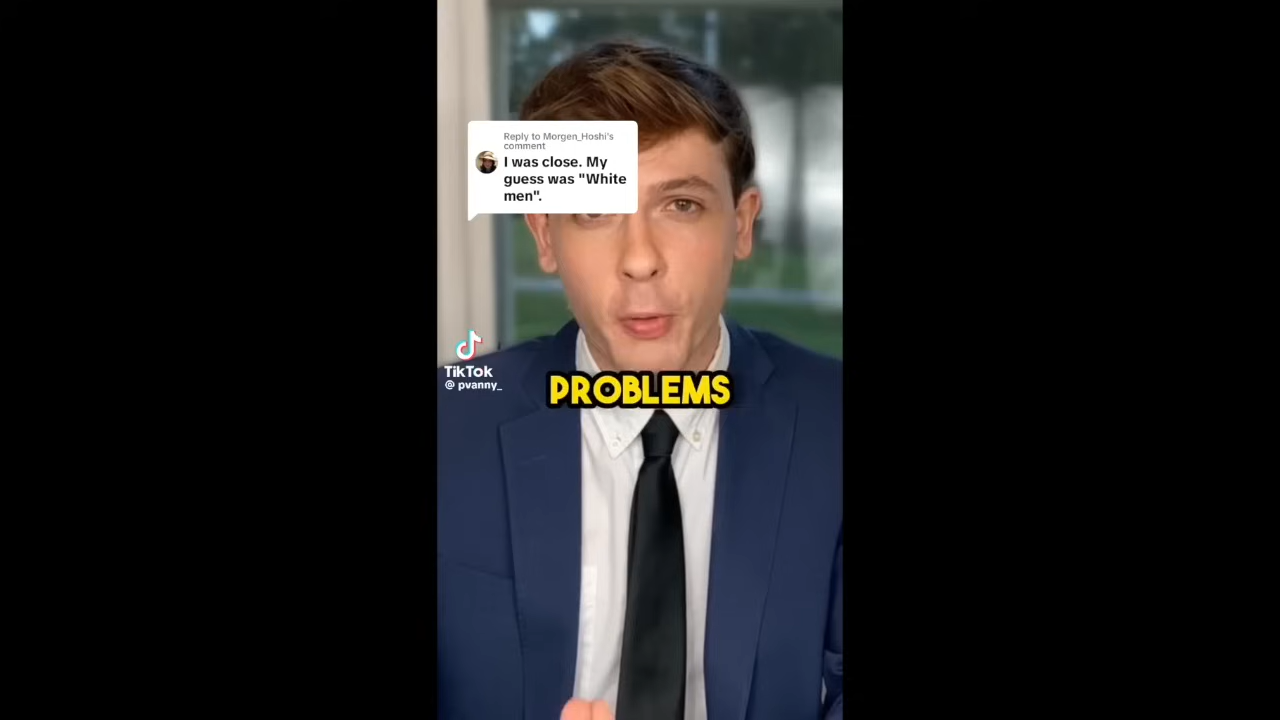 Reply to Morgen_Hoshi's
comment
I was close. My
guess was "White
men".
TikTok
@ pvanny_
PROBLEMS